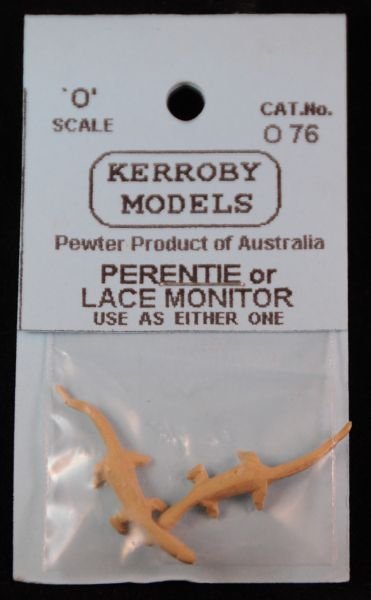 'O'
SCALE
CAT.No.
O 76
KERROBY
MODELS
Pewter Product of Australia
PERENTIE or
LACE MONITOR
USE AS EITHER ONE